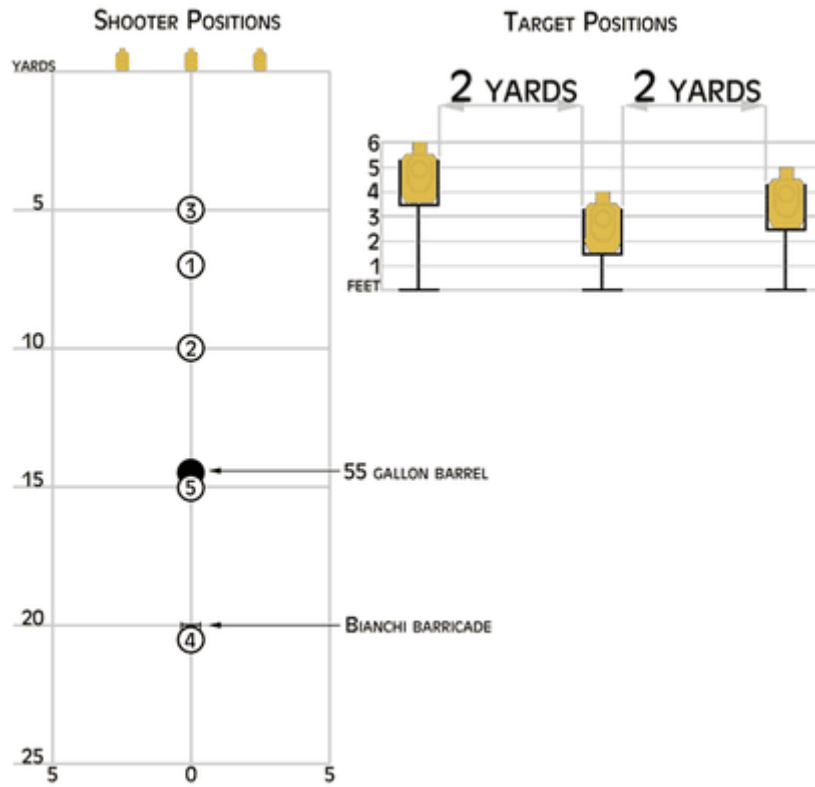 Shooter Positions
Target Positions
YARDS
2 YARDS
2 YARDS
6
5
4
3
2
1
FEET
5
3
1
10
2
55 GALLON BARREL
15
5
20
BIANCHI BARRICADE
4
25
5
0
5